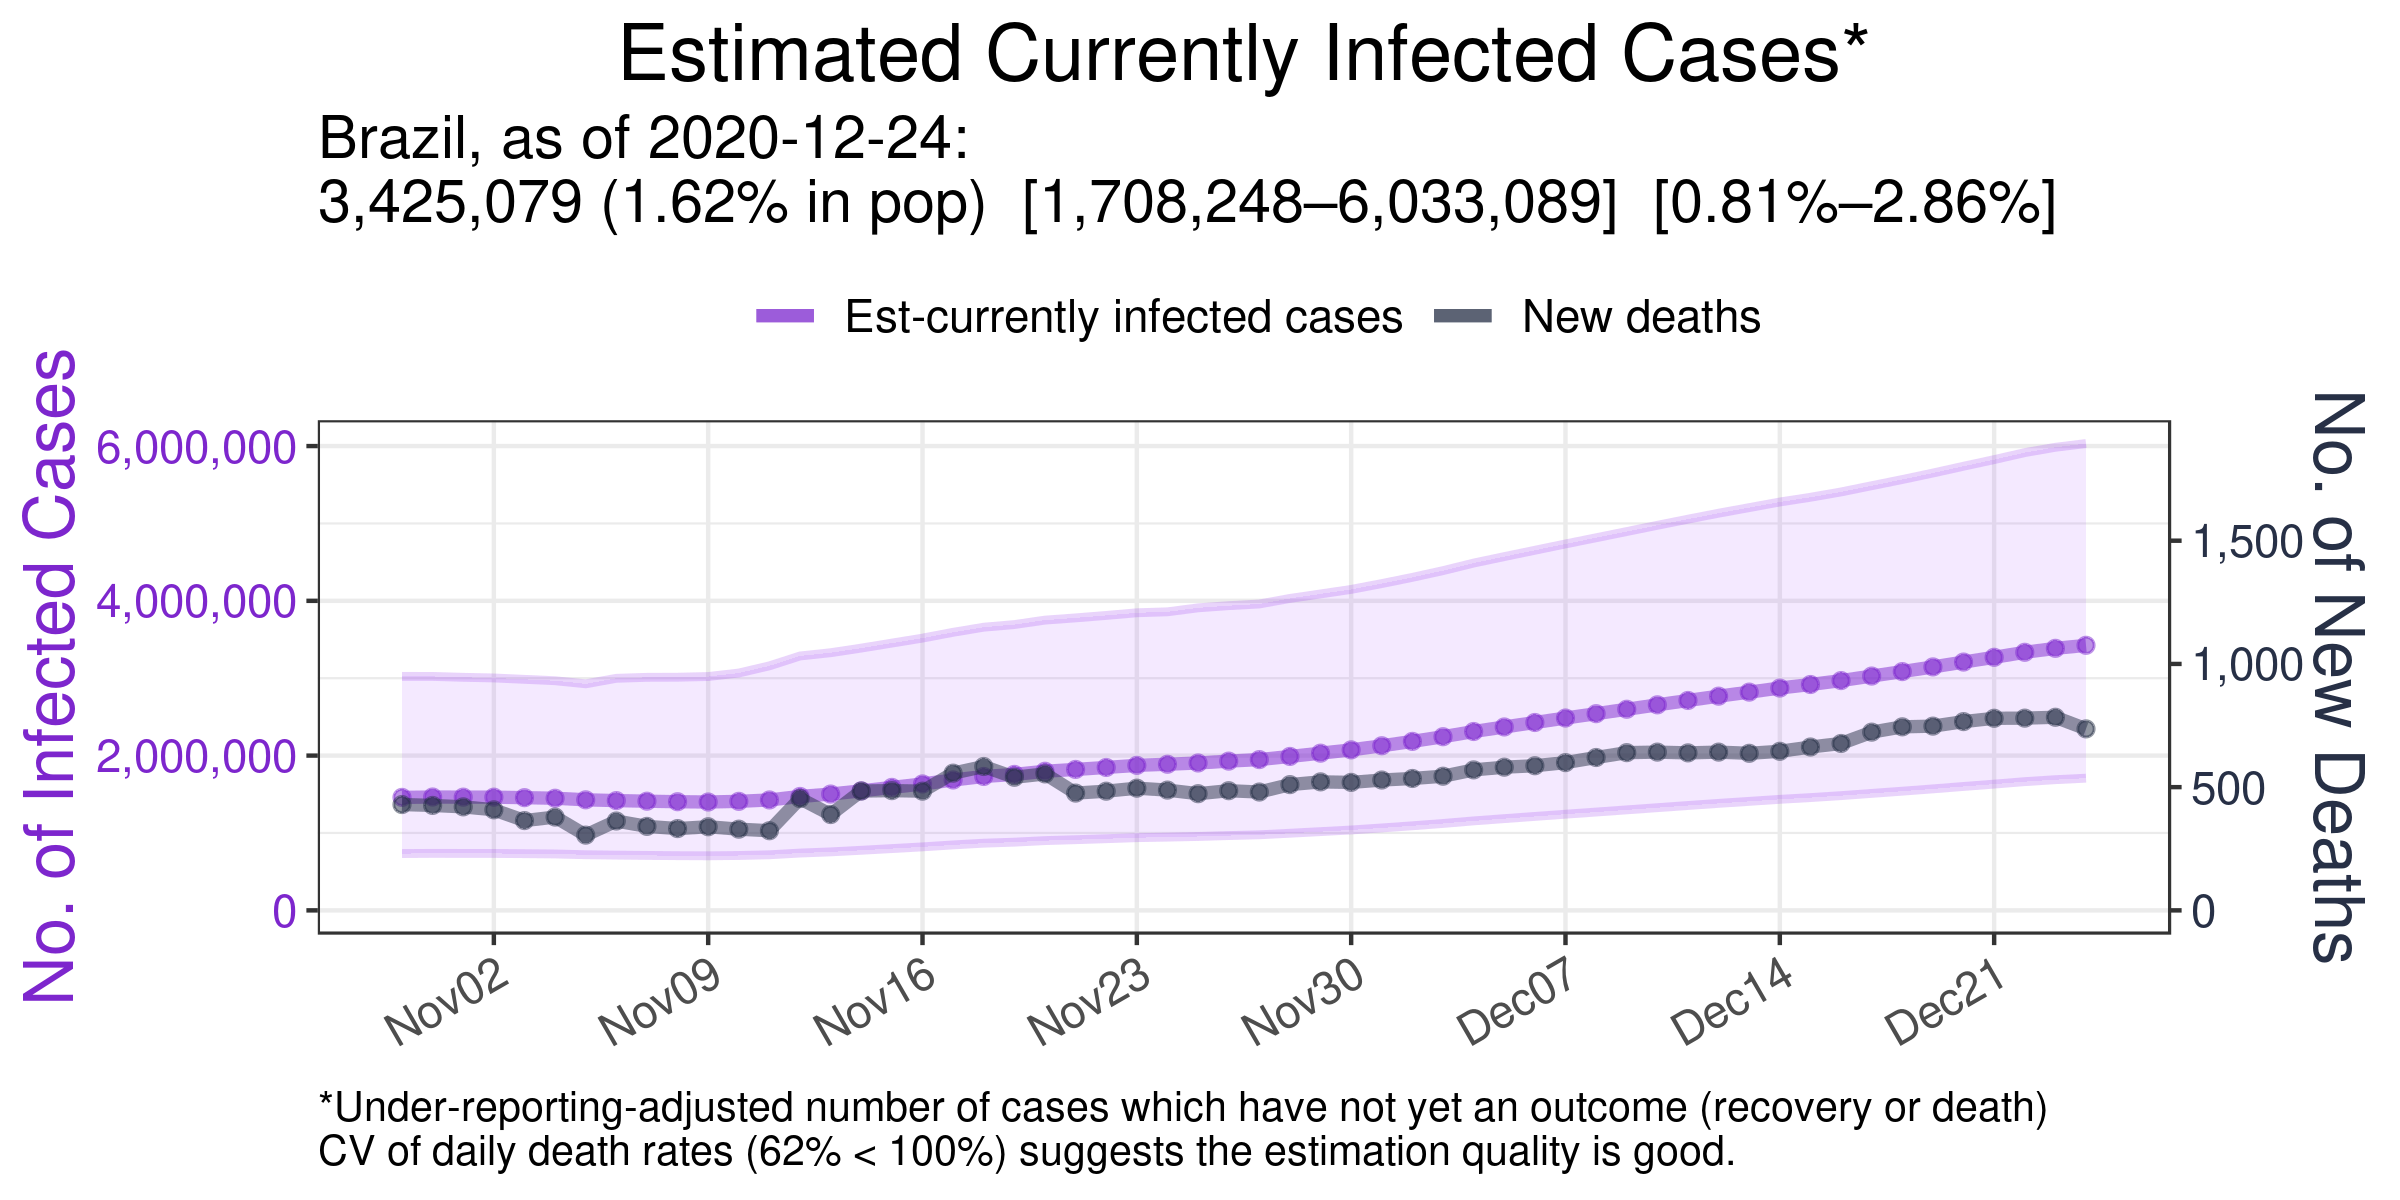 Estimated Currently Infected Cases*
Brazil, as of 2020-12-24:
3,425,079 (1.62% in pop)  [1,708,248–6,033,089]  [0.81%–2.86%]
Est-currently infected cases
New deaths
No. of Infected Cases
6,000,000
4,000,000
2,000,000
0
No. of New Deaths
1,500
1,000
500
0
Nov02
Nov09
Nov16
Nov23
Nov30
Dec07
Dec14
Dec21
*Under-reporting-adjusted number of cases which have not yet an outcome (recovery or death)
CV of daily death rates (62% < 100%) suggests the estimation quality is good.